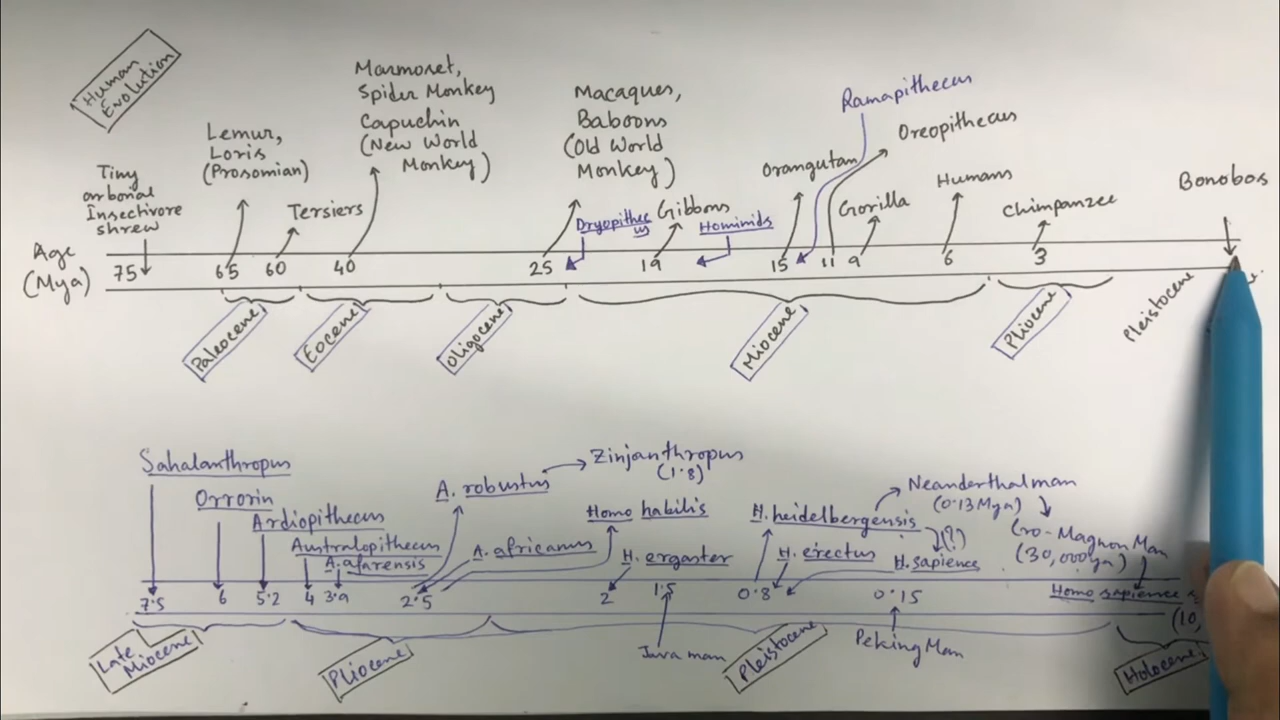 Human
Evolution
Tiny
arboreal
Insectivore
shrew
Lemur,
Loris
(Prosomian)
Tersiers
Marmoset,
Spider Monkey
Capuchin
(New World
Monkey)
Macaques,
Baboons
(Old World
Monkey)
Dryopithec
us
Gibbons
Hominids
Orangutan
Ramapithecus
Oreopithecus
Gorilla
Humans
Chimpanzee
Bonobos
Age
(Mya)
75 65 60 40 25 19 15 11 9 6 3
Paleocene
Eocene
Oligocene
Miocene
Pliocene
Pleistocene
Sahalanthropus
Orrorin
Ardiopithecus
Australopithecus
A. afarensis
A. robustus
Zinjanthropus
(1.8)
A. africanus
Homo habilis
H. ergaster
H. heidelbergensis
H. erectus
Neanderthal man
(0.13 Mya)
(?)
H. sapience
Cro-Magnon Man
(30,000 ya)
Homo sapience s
(10,
7.5 6 5.2 4 3.9 2.5 2 1.5 0.8 0.15
Late
Miocene
Pliocene
Java man
Pleistocene
Peking Man
Holocene